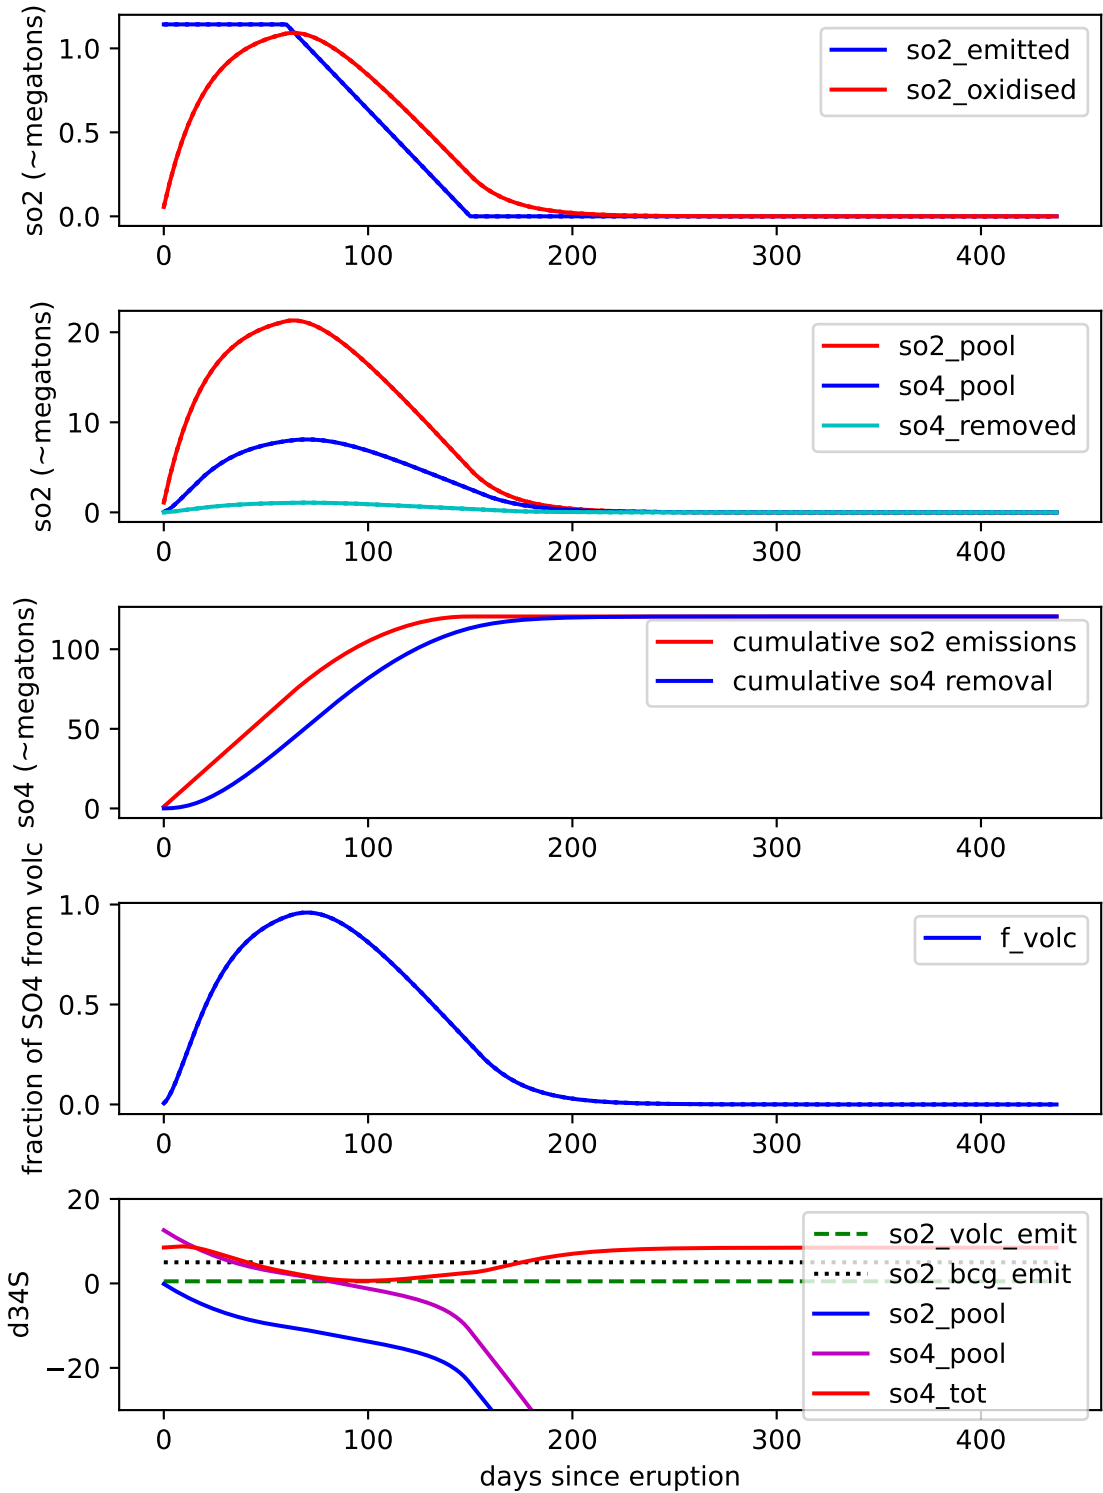 so2 (~megatons)
1.0
0.5
0.0
so2_emitted
so2_oxidised
0 100 200 300 400
so2 (~megatons)
20
10
0
so2_pool
so4_pool
so4_removed
0 100 200 300 400
so4 (~megatons)
100
50
0
cumulative so2 emissions
cumulative so4 removal
0 100 200 300 400
fraction of SO4 from volc
1.0
0.5
0.0
f_volc
0 100 200 300 400
d34S
20
0
−20
so2_volc_emit
so2_bcg_emit
so2_pool
so4_pool
so4_tot
0 100 200 300 400
days since eruption